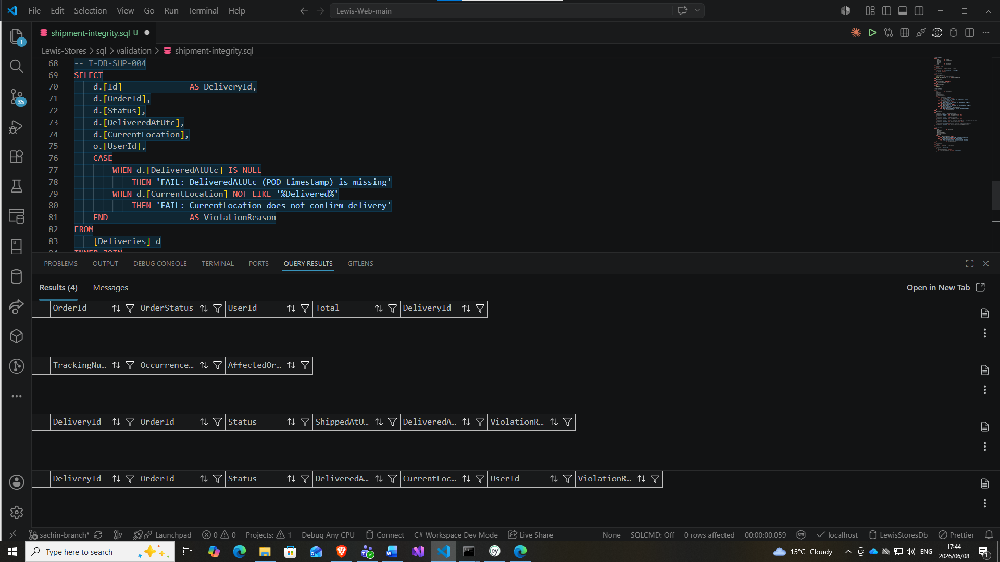 File Edit Selection View Go Run Terminal Help
Lewis-Web-main
shipment-integrity.sql U
Lewis-Stores > sql > validation > shipment-integrity.sql
68 -- T-DB-SHP-004
69 SELECT
70 d.[Id] AS DeliveryId,
71 d.[OrderId],
72 d.[Status],
73 d.[DeliveredAtUtc],
74 d.[CurrentLocation],
75 o.[UserId],
76 CASE
77 WHEN d.[DeliveredAtUtc] IS NULL
78 THEN 'FAIL: DeliveredAtUtc (POD timestamp) is missing'
79 WHEN d.[CurrentLocation] NOT LIKE '%Delivered%'
80 THEN 'FAIL: CurrentLocation does not confirm delivery'
81 END AS ViolationReason
82 FROM
83 [Deliveries] d
84 INNER JOIN
1
35
PROBLEMS OUTPUT DEBUG CONSOLE TERMINAL PORTS QUERY RESULTS GITLENS
Results (4) Messages
Open in New Tab
OrderId OrderStatus UserId Total DeliveryId
TrackingNu... Occurrence... AffectedOr...
DeliveryId OrderId Status ShippedAtU... DeliveredA... ViolationR...
DeliveryId OrderId Status DeliveredA... CurrentLoc... UserId ViolationR...
sachin-branch* Launchpad 0 0 Projects: 1 Debug Any CPU Connect C# Workspace Dev Mode Live Share None SQLCMD: Off 0 rows affected 00:00:00.059 localhost LewisStoresDb Prettier
Type here to search
15°C Cloudy
ENG
17:44
2026/06/08
1